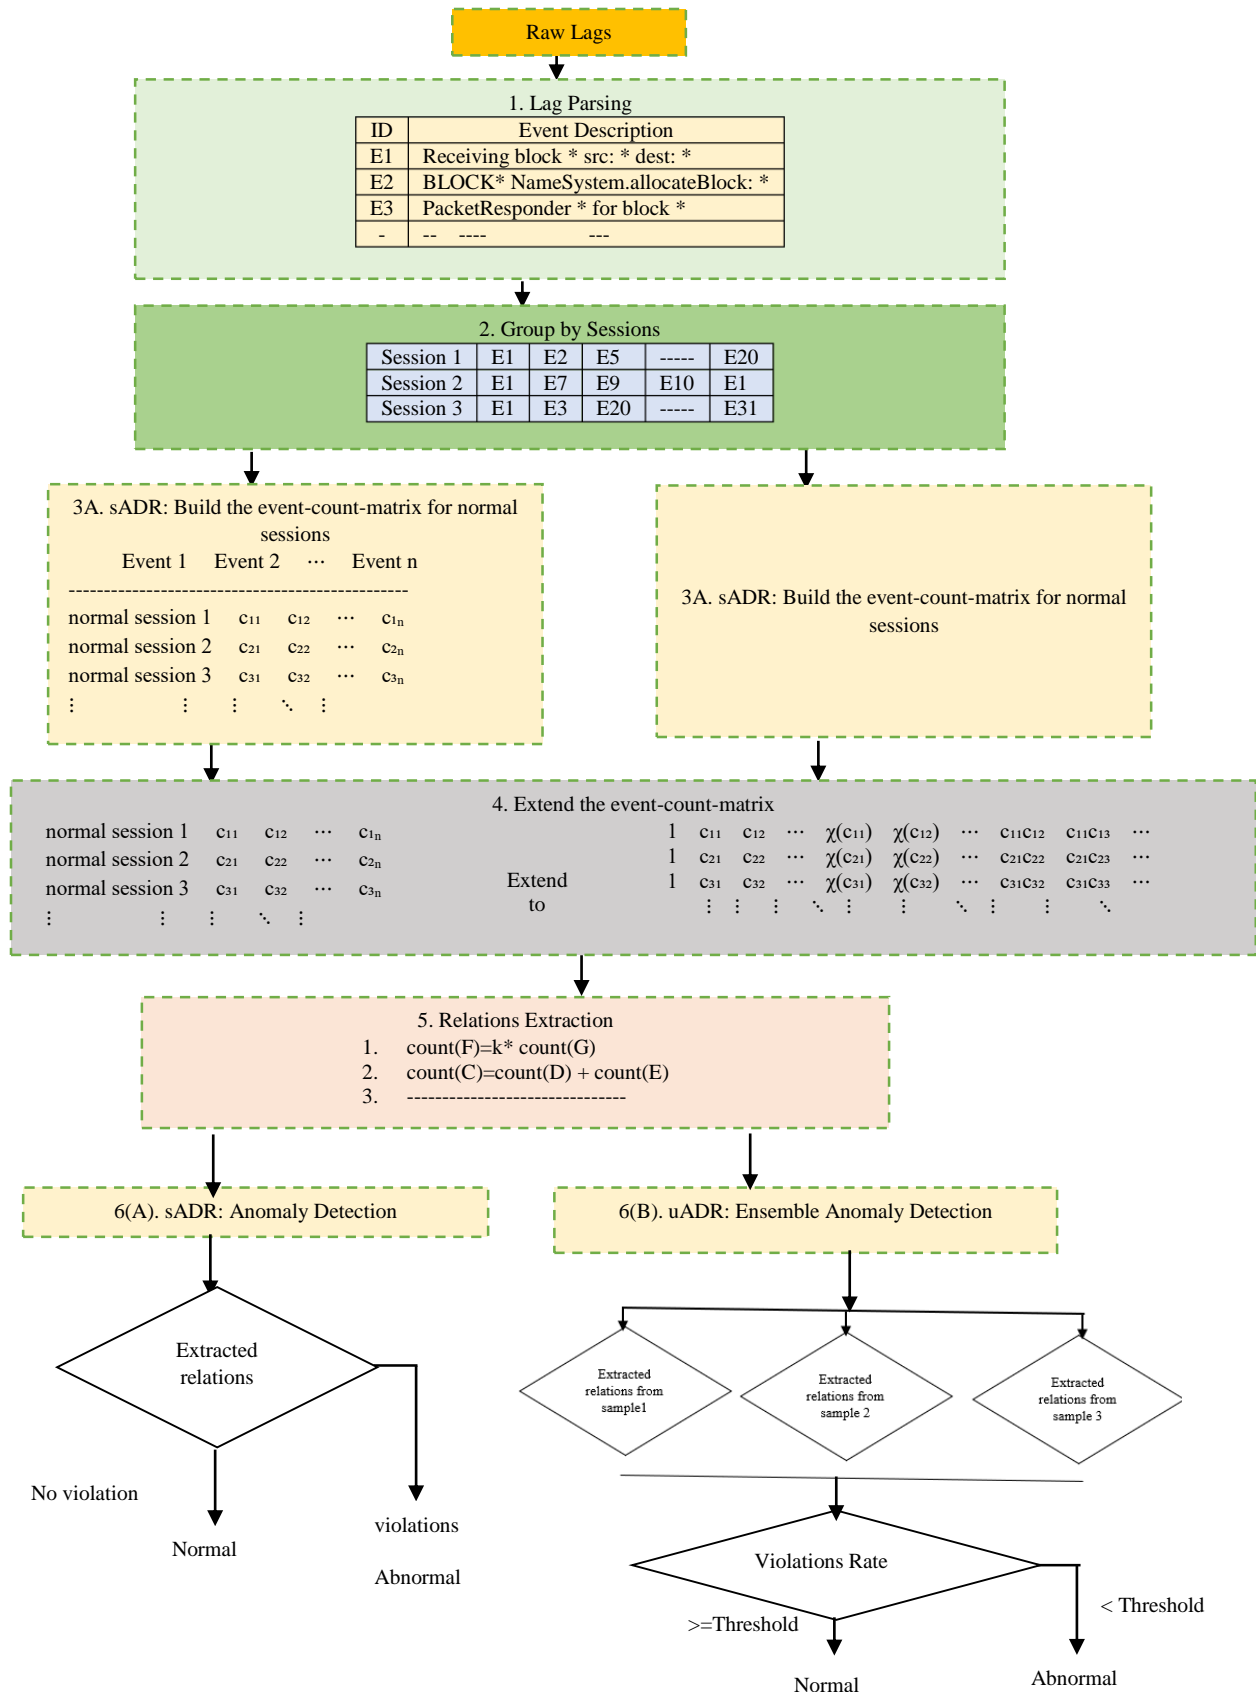 Raw Lags
1. Lag Parsing
ID Event Description
E1 Receiving block * src: * dest: *
E2 BLOCK* NameSystem.allocateBlock: *
E3 PacketResponder * for block *
- -- ---- ---
2. Group by Sessions
Session 1 E1 E2 E5 ----- E20
Session 2 E1 E7 E9 E10 E1
Session 3 E1 E3 E20 ----- E31
3A. sADR: Build the event-count-matrix for normal
sessions
Event 1 Event 2 ⋯ Event n
------------------------------------------------
normal session 1 c₁₁ c₁₂ ⋯ c₁ₙ
normal session 2 c₂₁ c₂₂ ⋯ c₂ₙ
normal session 3 c₃₁ c₃₂ ⋯ c₃ₙ
⋮ ⋮ ⋮ ⋱ ⋮
3A. sADR: Build the event-count-matrix for normal
sessions
4. Extend the event-count-matrix
normal session 1 c₁₁ c₁₂ ⋯ c₁ₙ
normal session 2 c₂₁ c₂₂ ⋯ c₂ₙ
normal session 3 c₃₁ c₃₂ ⋯ c₃ₙ
⋮ ⋮ ⋮ ⋱ ⋮
Extend
to
1 c₁₁ c₁₂ ⋯ χ(c₁₁) χ(c₁₂) ⋯ c₁₁c₁₂ c₁₁c₁₃ ⋯
1 c₂₁ c₂₂ ⋯ χ(c₂₁) χ(c₂₂) ⋯ c₂₁c₂₂ c₂₁c₂₃ ⋯
1 c₃₁ c₃₂ ⋯ χ(c₃₁) χ(c₃₂) ⋯ c₃₁c₃₂ c₃₁c₃₃ ⋯
⋮ ⋮ ⋮ ⋱ ⋮ ⋮ ⋱ ⋮ ⋮ ⋱
5. Relations Extraction
1. count(F)=k* count(G)
2. count(C)=count(D) + count(E)
3. -------------------------------
6(A). sADR: Anomaly Detection
6(B). uADR: Ensemble Anomaly Detection
Extracted
relations
No violation
Normal
violations
Abnormal
Extracted
relations from
sample1
Extracted
relations from
sample 2
Extracted
relations from
sample 3
Violations Rate
>=Threshold
< Threshold
Normal
Abnormal